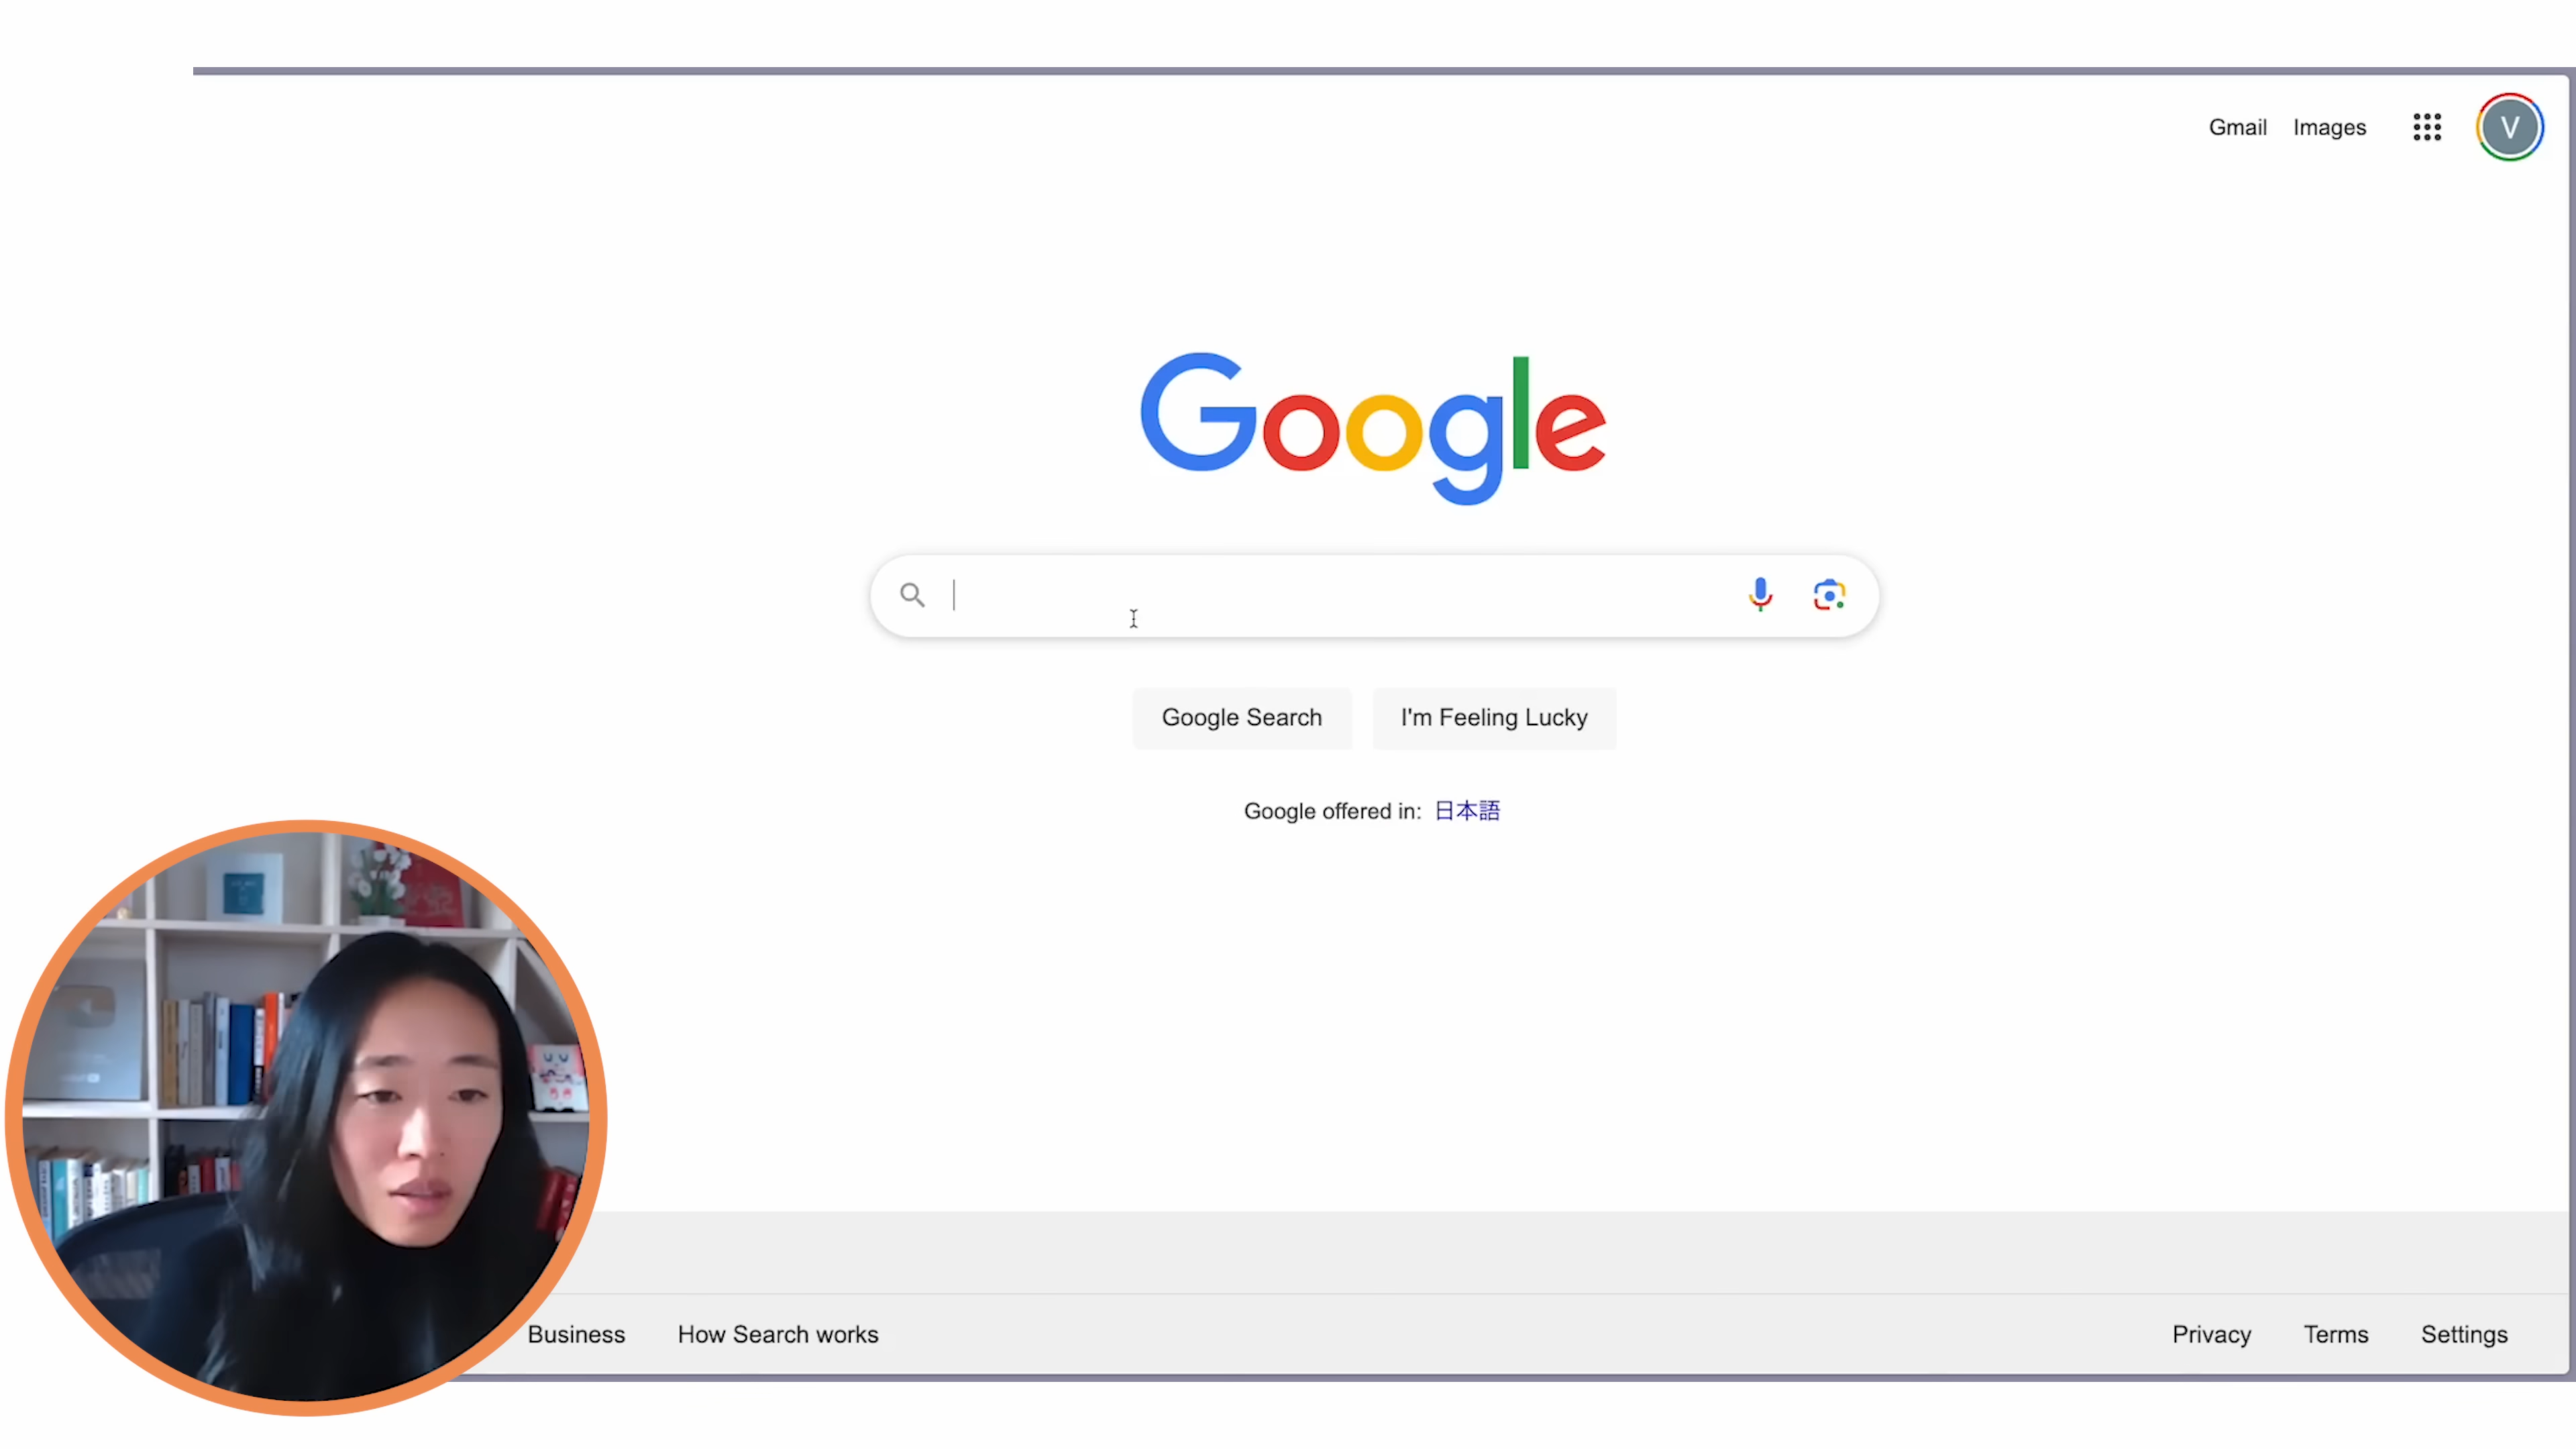 Gmail Images V
Google
Google Search I'm Feeling Lucky
Google offered in: 日本語
Business How Search works Privacy Terms Settings